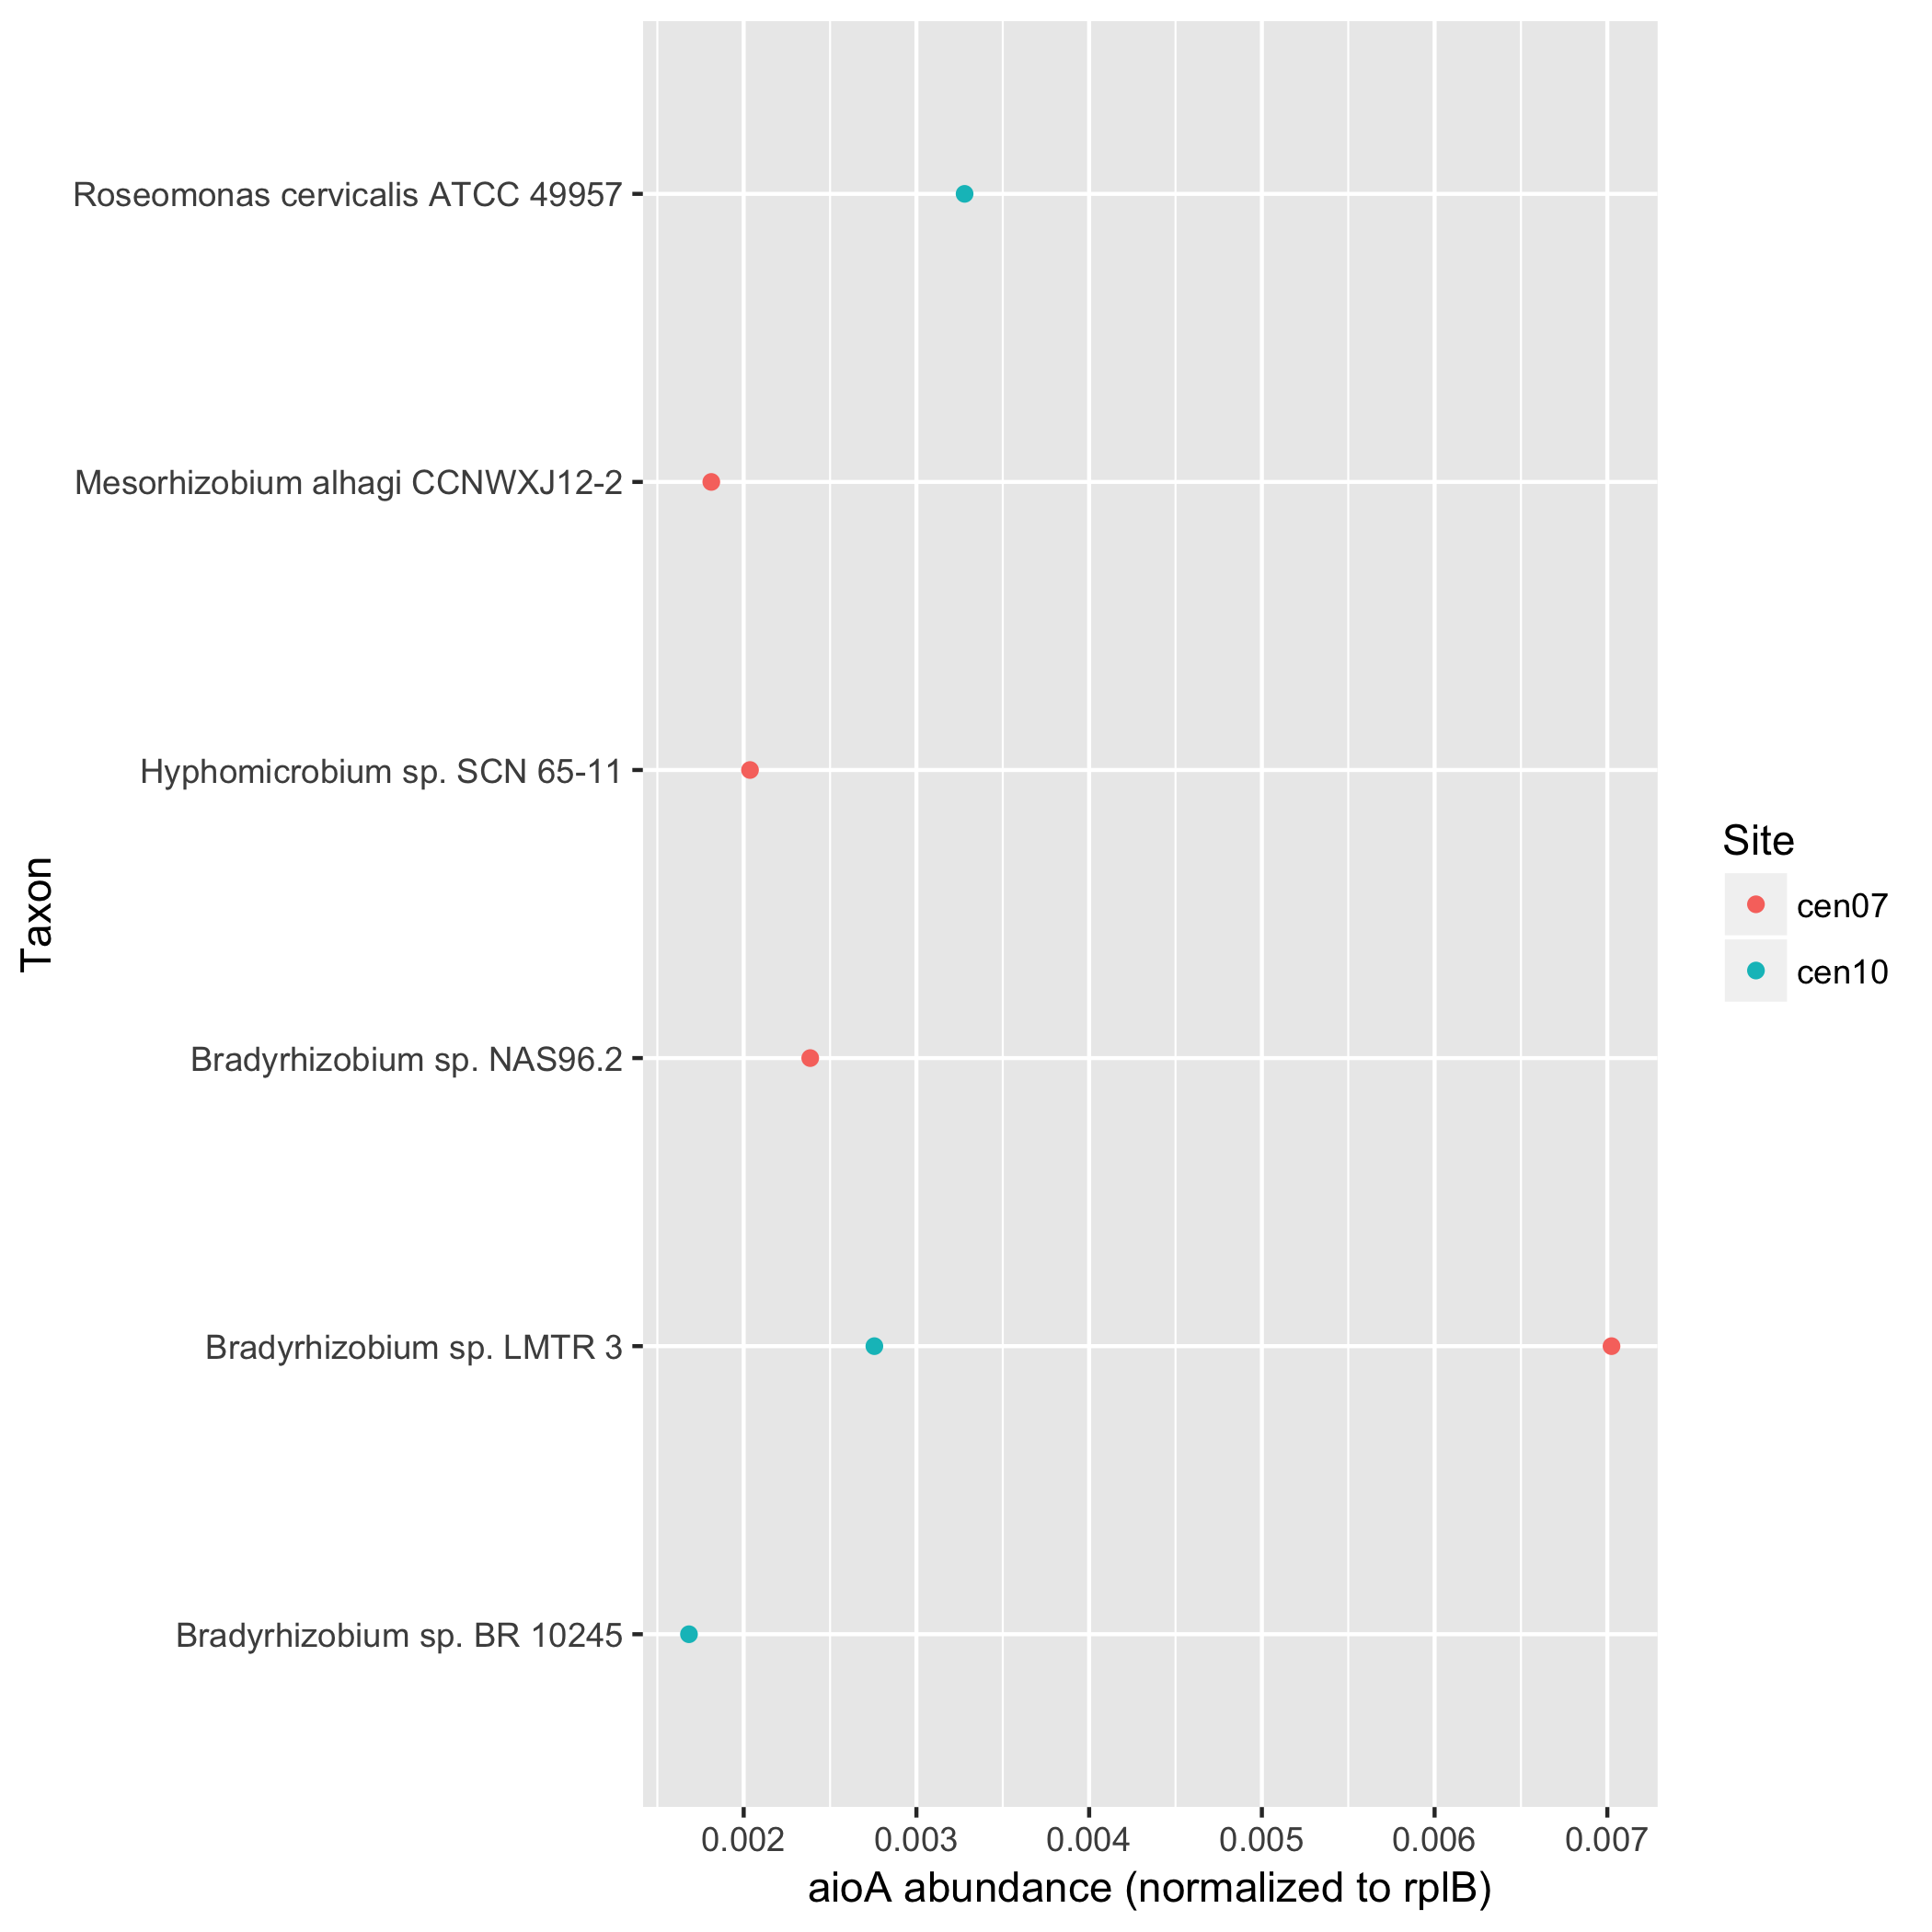 Roseomonas cervicalis ATCC 49957
Mesorhizobium alhagi CCNWXJ12-2
Hyphomicrobium sp. SCN 65-11
Bradyrhizobium sp. NAS96.2
Bradyrhizobium sp. LMTR 3
Bradyrhizobium sp. BR 10245
Taxon
0.002 0.003 0.004 0.005 0.006 0.007
aioA abundance (normalized to rplB)
Site
cen07
cen10